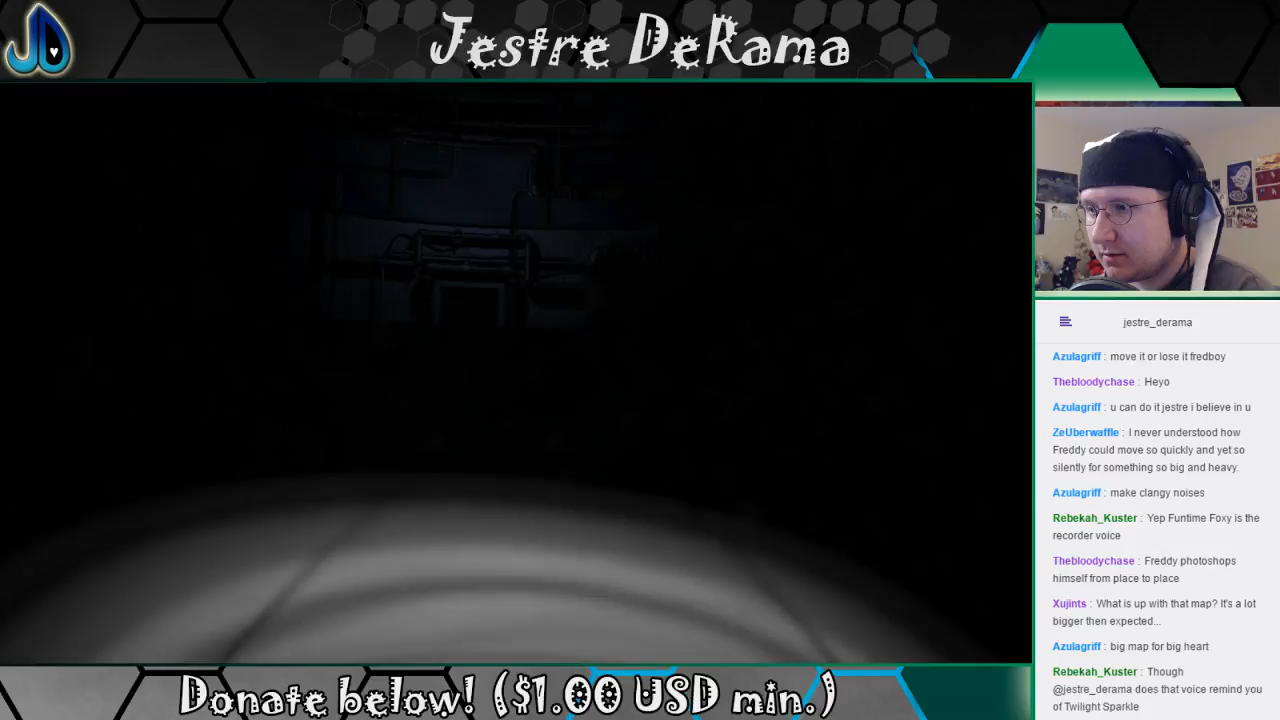 JD
Jestre DeRama
jestre_derama
Azulagriff : move it or lose it fredboy
Thebloodychase : Heyo
Azulagriff : u can do it jestre i believe in u
ZeUberwaffle : I never understood how
Freddy could move so quickly and yet so
silently for something so big and heavy.
Azulagriff : make clangy noises
Rebekah_Kuster : Yep Funtime Foxy is the
recorder voice
Thebloodychase : Freddy photoshops
himself from place to place
Xujints : What is up with that map? It's a lot
bigger then expected...
Azulagriff : big map for big heart
Rebekah_Kuster : Though
@jestre_derama does that voice remind you
of Twilight Sparkle
Donate below! ($1.00 USD min.)